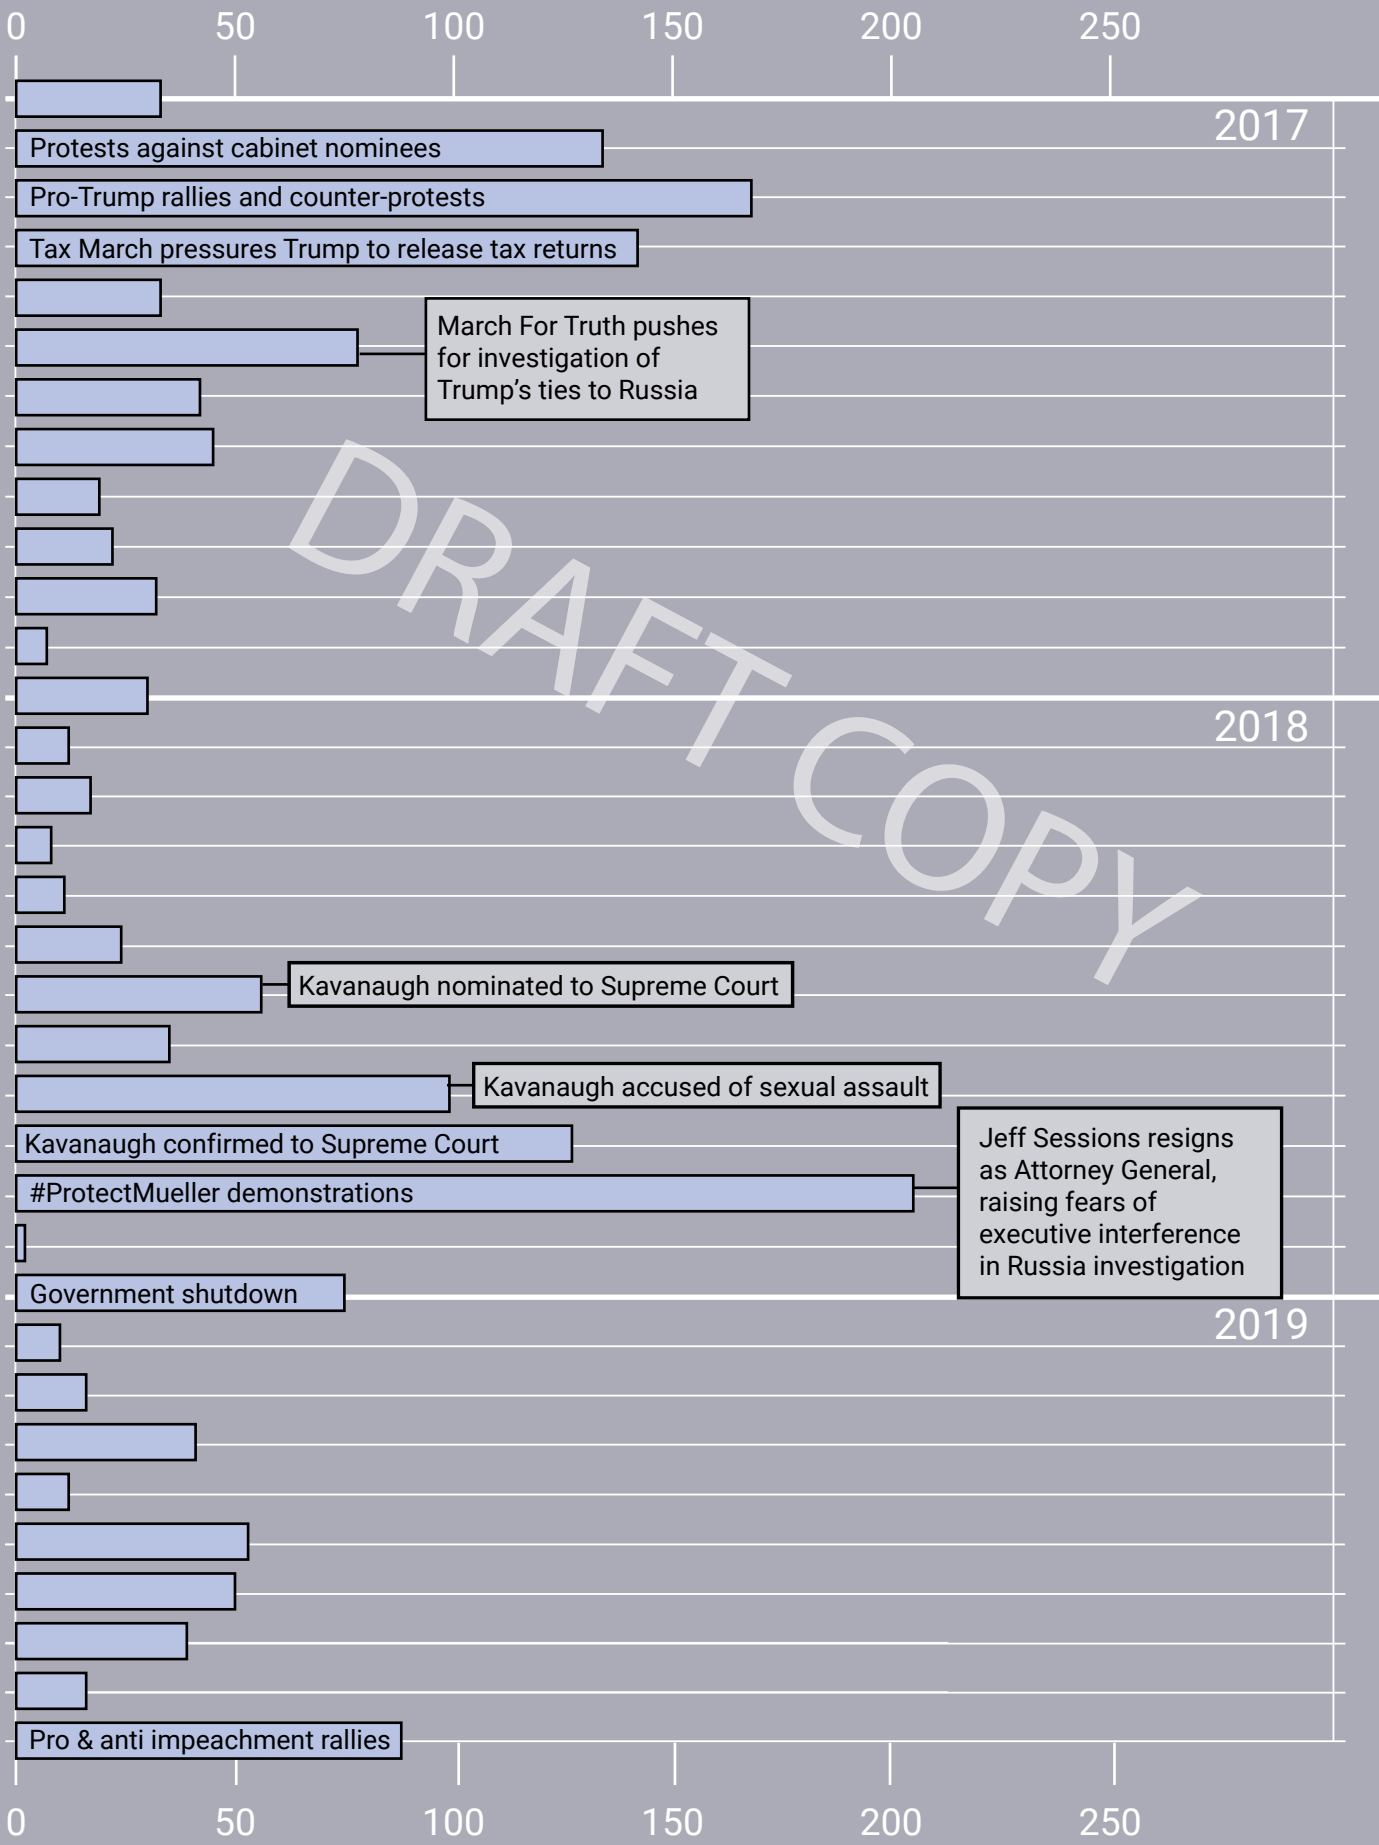 0 50 100 150 200 250
2017
Protests against cabinet nominees
Pro-Trump rallies and counter-protests
Tax March pressures Trump to release tax returns
March For Truth pushes
for investigation of
Trump’s ties to Russia
DRAFT COPY
2018
Kavanaugh nominated to Supreme Court
Kavanaugh accused of sexual assault
Kavanaugh confirmed to Supreme Court
#ProtectMueller demonstrations
Jeff Sessions resigns
as Attorney General,
raising fears of
executive interference
in Russia investigation
Government shutdown
2019
Pro & anti impeachment rallies
0 50 100 150 200 250